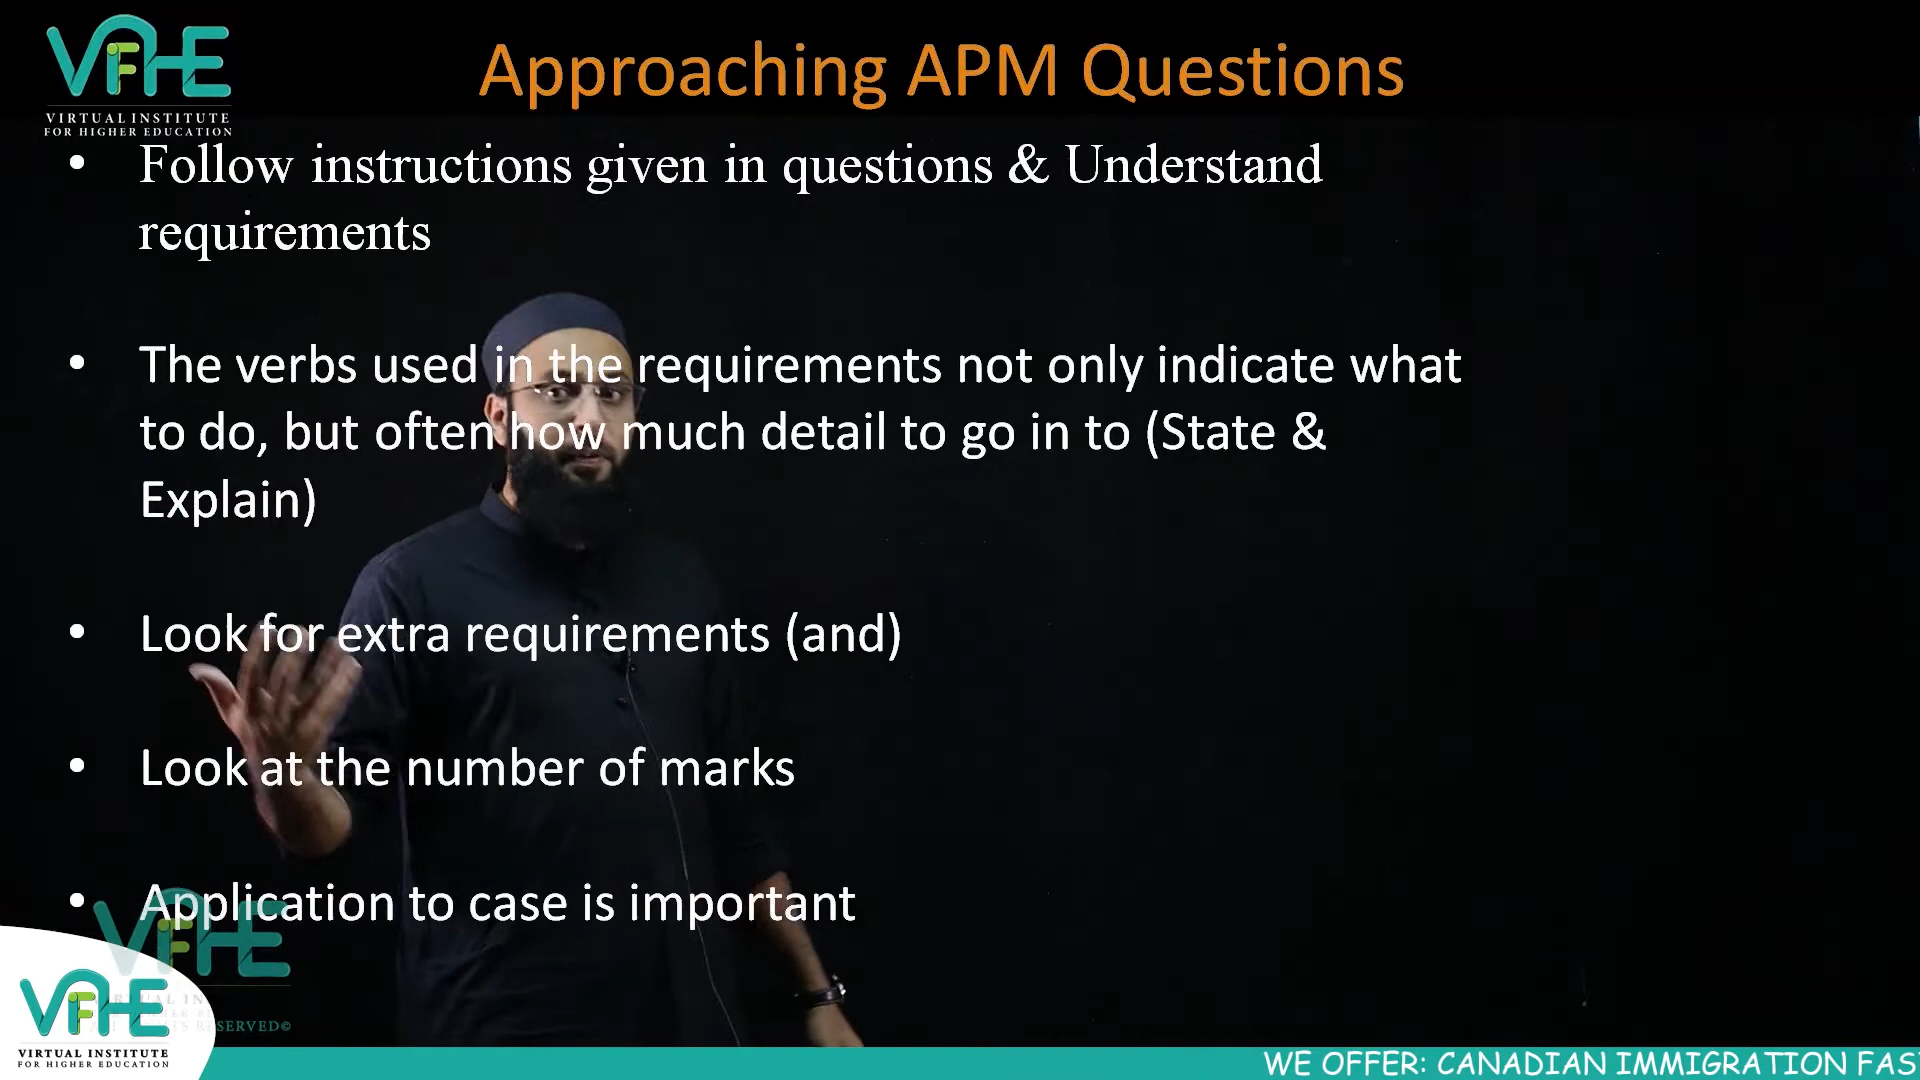 VIFHE
VIRTUAL INSTITUTE
FOR HIGHER EDUCATION
Approaching APM Questions
• Follow instructions given in questions & Understand
requirements
• The verbs used in the requirements not only indicate what
to do, but often how much detail to go in to (State &
Explain)
• Look for extra requirements (and)
• Look at the number of marks
• Application to case is important
SERVED©
VIFHE
VIRTUAL INSTITUTE
FOR HIGHER EDUCATION
WE OFFER: CANADIAN IMMIGRATION FAS